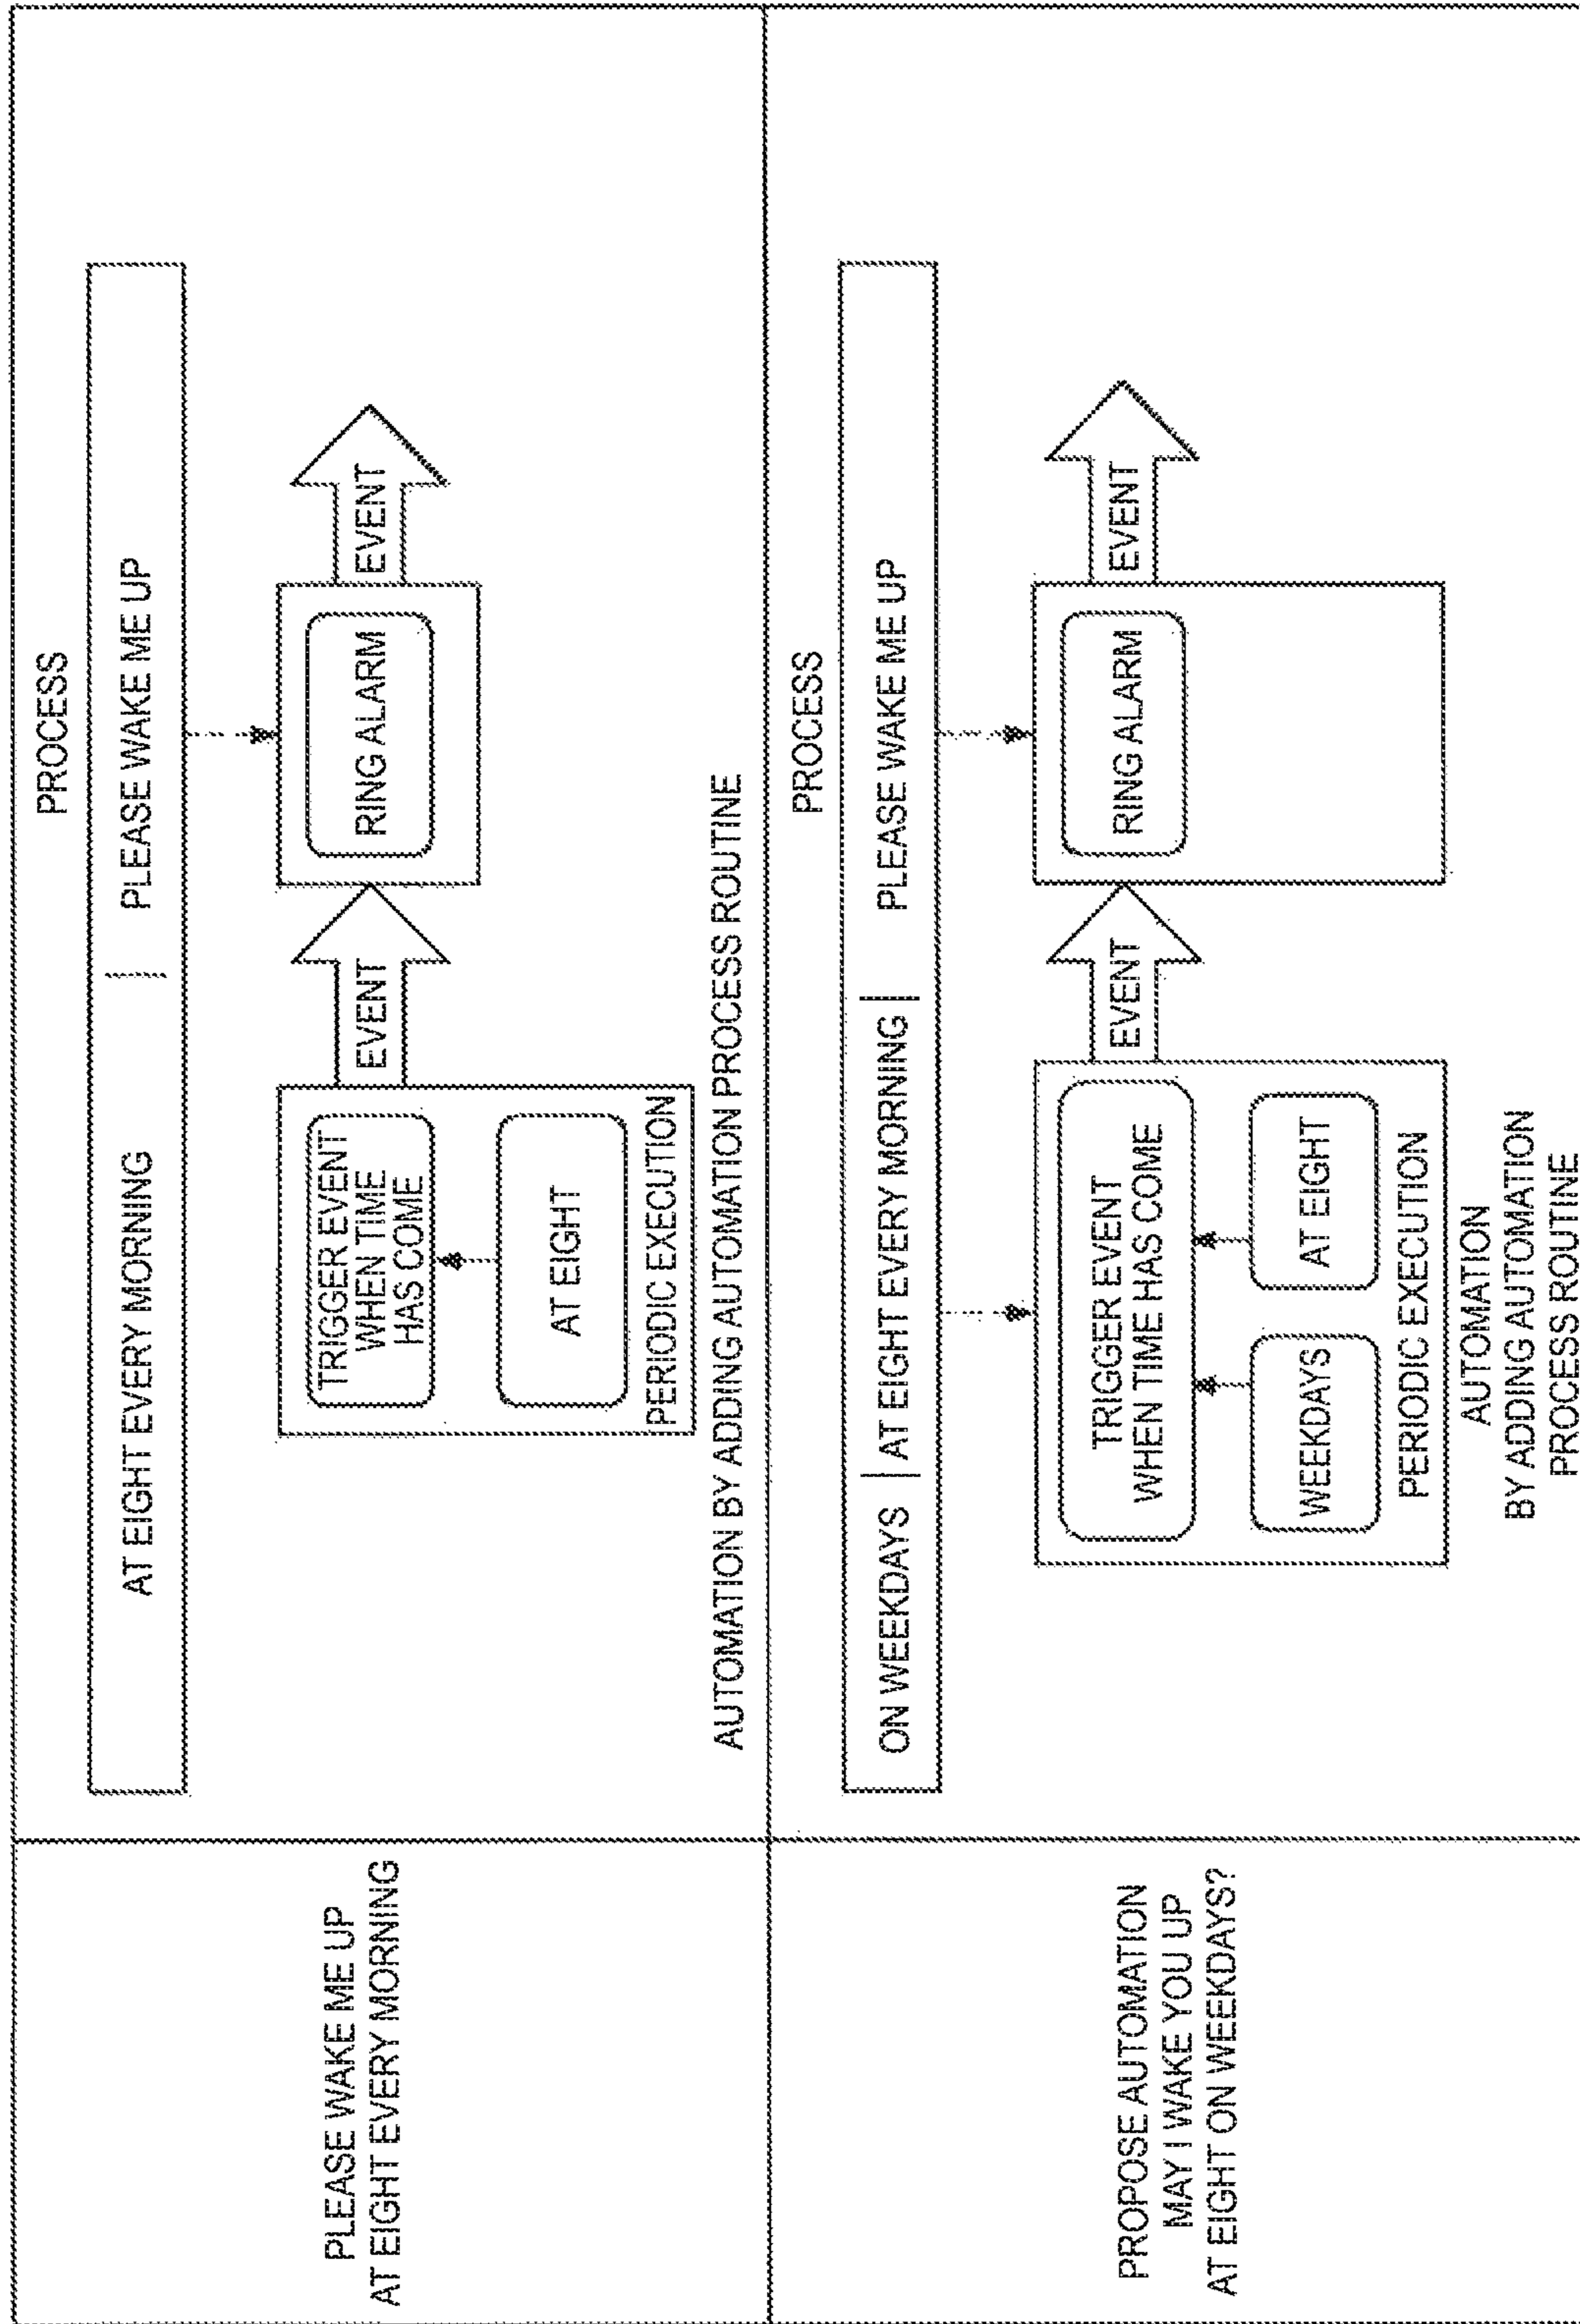 PLEASE WAKE ME UP
AT EIGHT EVERY MORNING
PROCESS
AT EIGHT EVERY MORNING | PLEASE WAKE ME UP
TRIGGER EVENT
WHEN TIME
HAS COME
AT EIGHT
PERIODIC EXECUTION
EVENT
RING ALARM
EVENT
AUTOMATION BY ADDING AUTOMATION PROCESS ROUTINE
PROPOSE AUTOMATION
MAY I WAKE YOU UP
AT EIGHT ON WEEKDAYS?
PROCESS
ON WEEKDAYS | AT EIGHT EVERY MORNING | PLEASE WAKE ME UP
TRIGGER EVENT
WHEN TIME HAS COME
WEEKDAYS
AT EIGHT
PERIODIC EXECUTION
EVENT
RING ALARM
EVENT
AUTOMATION
BY ADDING AUTOMATION
PROCESS ROUTINE